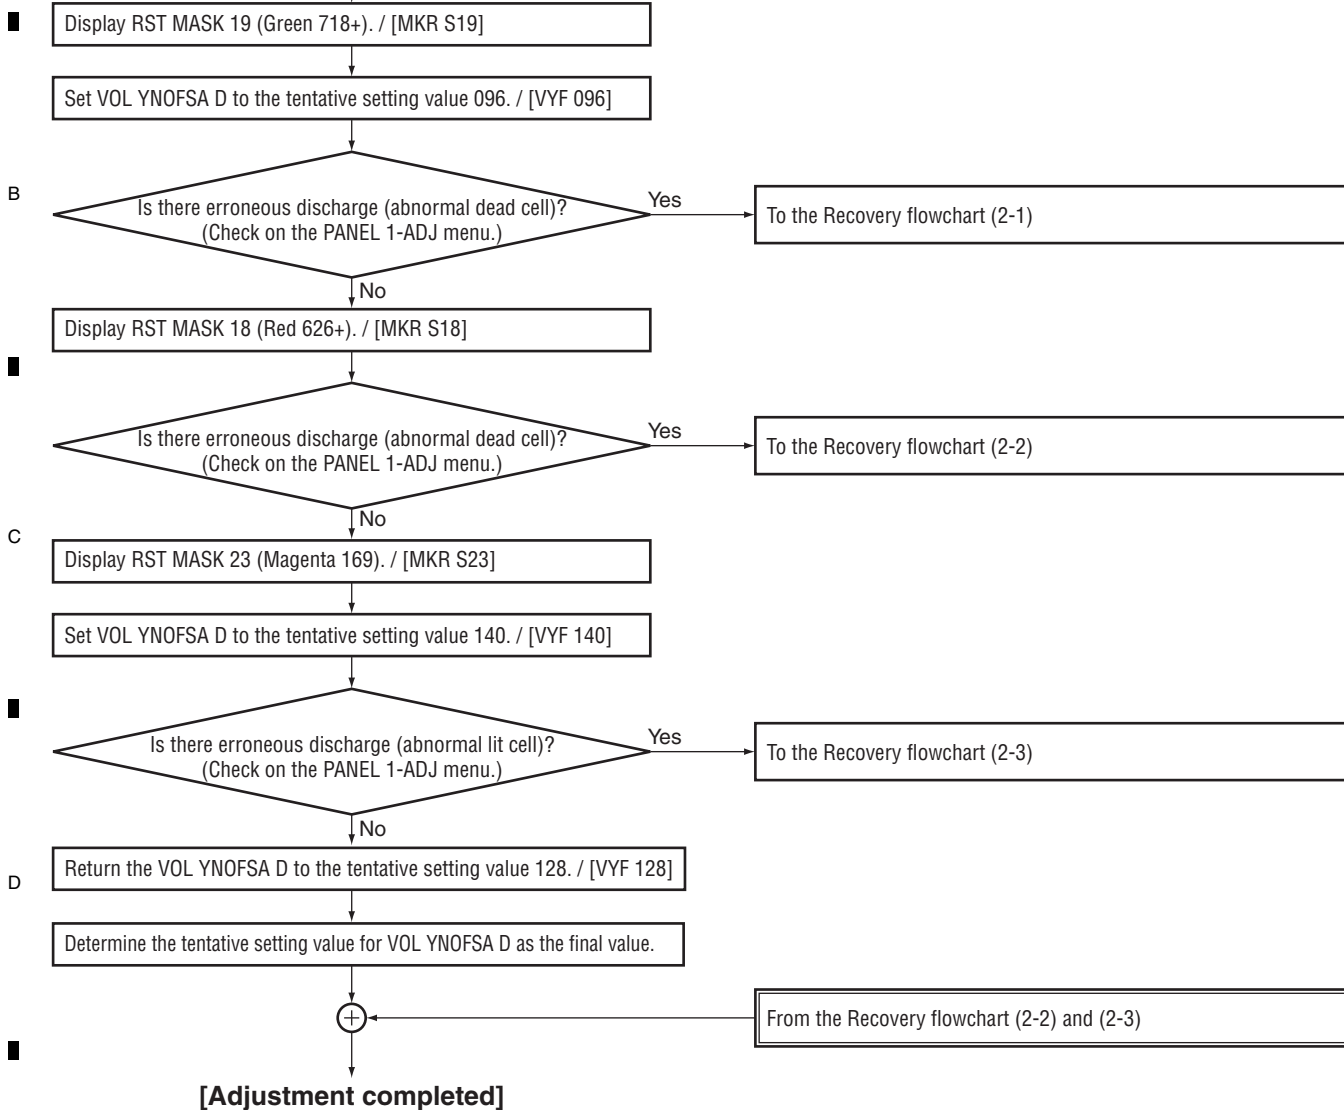 Display RST MASK 19 (Green 718+). / [MKR S19]
Set VOL YNOFSA D to the tentative setting value 096. / [VYF 096]
B
Is there erroneous discharge (abnormal dead cell)?
(Check on the PANEL 1-ADJ menu.)
Yes
To the Recovery flowchart (2-1)
No
Display RST MASK 18 (Red 626+). / [MKR S18]
Is there erroneous discharge (abnormal dead cell)?
(Check on the PANEL 1-ADJ menu.)
Yes
To the Recovery flowchart (2-2)
No
C
Display RST MASK 23 (Magenta 169). / [MKR S23]
Set VOL YNOFSA D to the tentative setting value 140. / [VYF 140]
Is there erroneous discharge (abnormal lit cell)?
(Check on the PANEL 1-ADJ menu.)
Yes
To the Recovery flowchart (2-3)
No
Return the VOL YNOFSA D to the tentative setting value 128. / [VYF 128]
D
Determine the tentative setting value for VOL YNOFSA D as the final value.
From the Recovery flowchart (2-2) and (2-3)
[Adjustment completed]